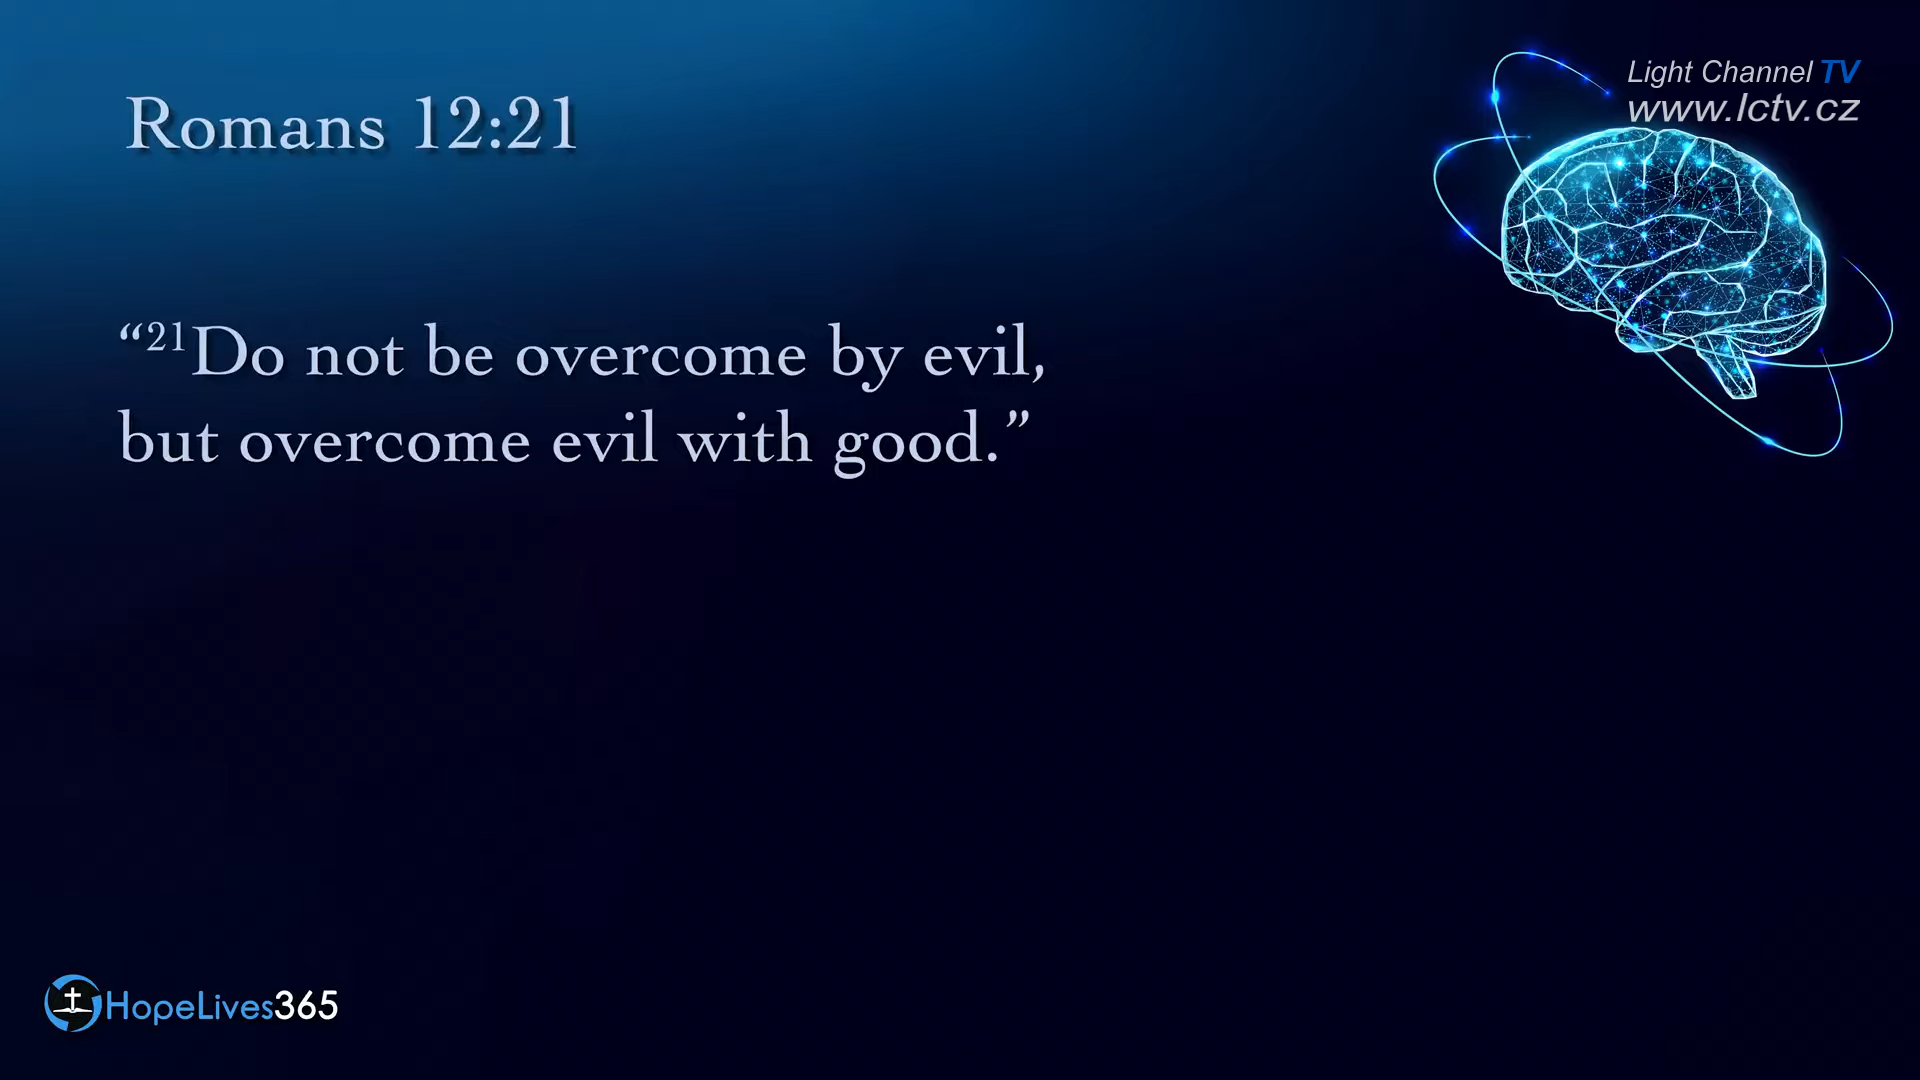 Light Channel TV
www.lctv.cz
Romans 12:21
“21Do not be overcome by evil,
but overcome evil with good.”
HopeLives365